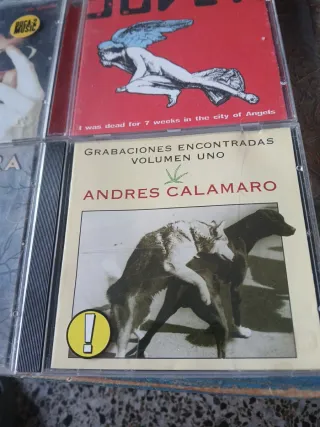 I was dead for 7 weeks in the city of Angels
GRABACIONES ENCONTRADAS
VOLUMEN UNO
ANDRES CALAMARO
!